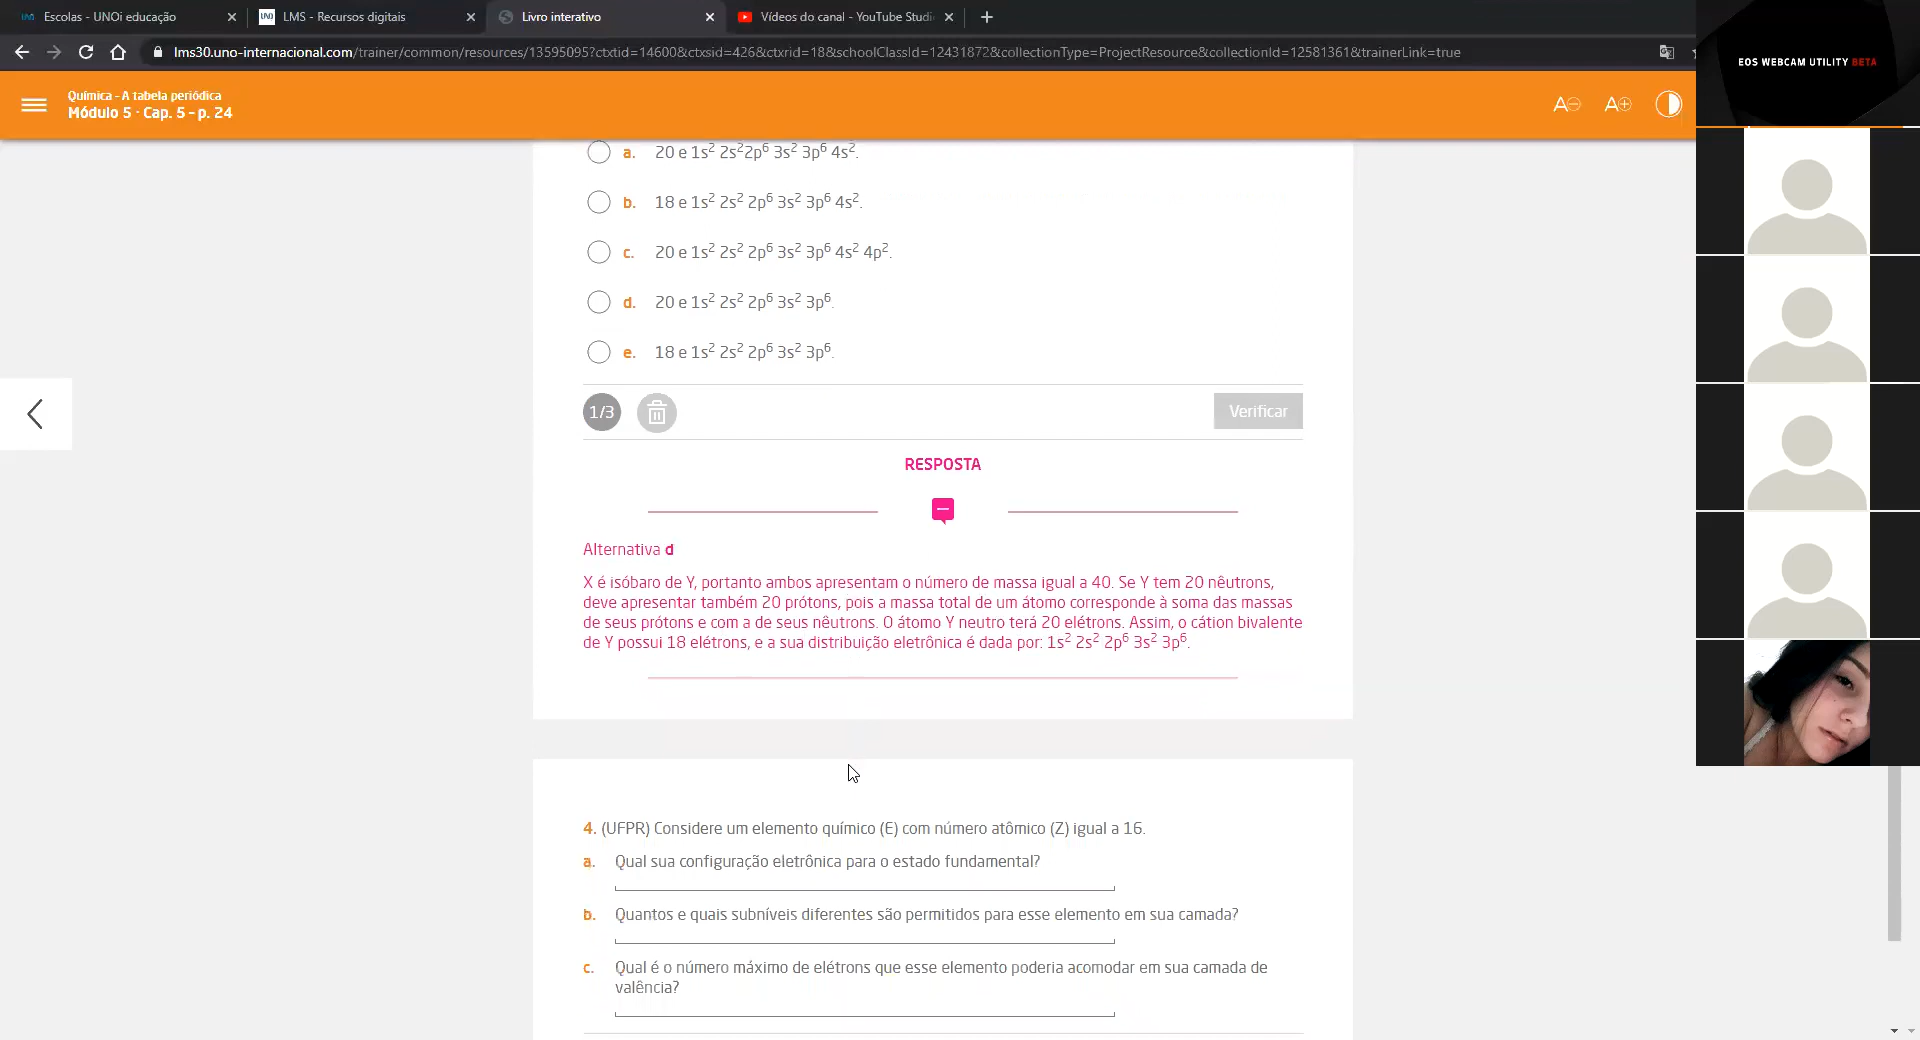 Escolas - UNOi educação
LMS - Recursos digitais
Livro interativo
Vídeos do canal - YouTube Studi
lms30.uno-internacional.com/trainer/common/resources/13595095?ctxtid=14600&ctxsid=426&ctxrid=18&schoolClassId=12431872&collectionType=ProjectResource&collectionId=12581361&trainerLink=true
EOS WEBCAM UTILITY BETA
Química - A tabela periódica
Módulo 5 · Cap. 5 - p. 24
a. 20 e 1s² 2s²2p⁶ 3s² 3p⁶ 4s².
b. 18 e 1s² 2s² 2p⁶ 3s² 3p⁶ 4s².
c. 20 e 1s² 2s² 2p⁶ 3s² 3p⁶ 4s² 4p².
d. 20 e 1s² 2s² 2p⁶ 3s² 3p⁶.
e. 18 e 1s² 2s² 2p⁶ 3s² 3p⁶.
1/3
Verificar
RESPOSTA
Alternativa d
X é isóbaro de Y, portanto ambos apresentam o número de massa igual a 40. Se Y tem 20 nêutrons,
deve apresentar também 20 prótons, pois a massa total de um átomo corresponde à soma das massas
de seus prótons e com a de seus nêutrons. O átomo Y neutro terá 20 elétrons. Assim, o cátion bivalente
de Y possui 18 elétrons, e a sua distribuição eletrônica é dada por: 1s² 2s² 2p⁶ 3s² 3p⁶.
4. (UFPR) Considere um elemento químico (E) com número atômico (Z) igual a 16.
a. Qual sua configuração eletrônica para o estado fundamental?
b. Quantos e quais subníveis diferentes são permitidos para esse elemento em sua camada?
c. Qual é o número máximo de elétrons que esse elemento poderia acomodar em sua camada de
valência?